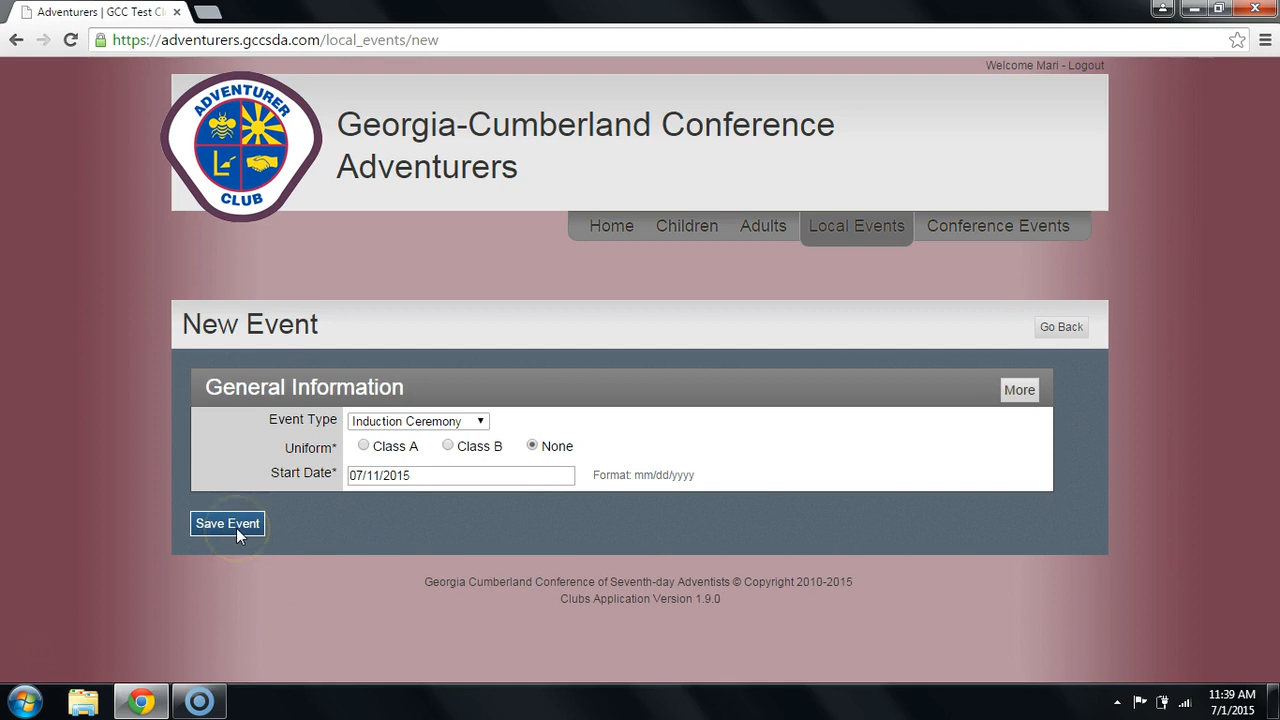 Adventurers | GCC Test Cl
https://adventurers.gccsda.com/local_events/new
Welcome Mari - Logout
ADVENTURER
CLUB
Georgia-Cumberland Conference
Adventurers
Home Children Adults Local Events Conference Events
New Event
Go Back
General Information
More
Event Type Induction Ceremony
Uniform* Class A Class B None
Start Date* 07/11/2015 Format: mm/dd/yyyy
Save Event
Georgia Cumberland Conference of Seventh-day Adventists © Copyright 2010-2015
Clubs Application Version 1.9.0
11:39 AM
7/1/2015